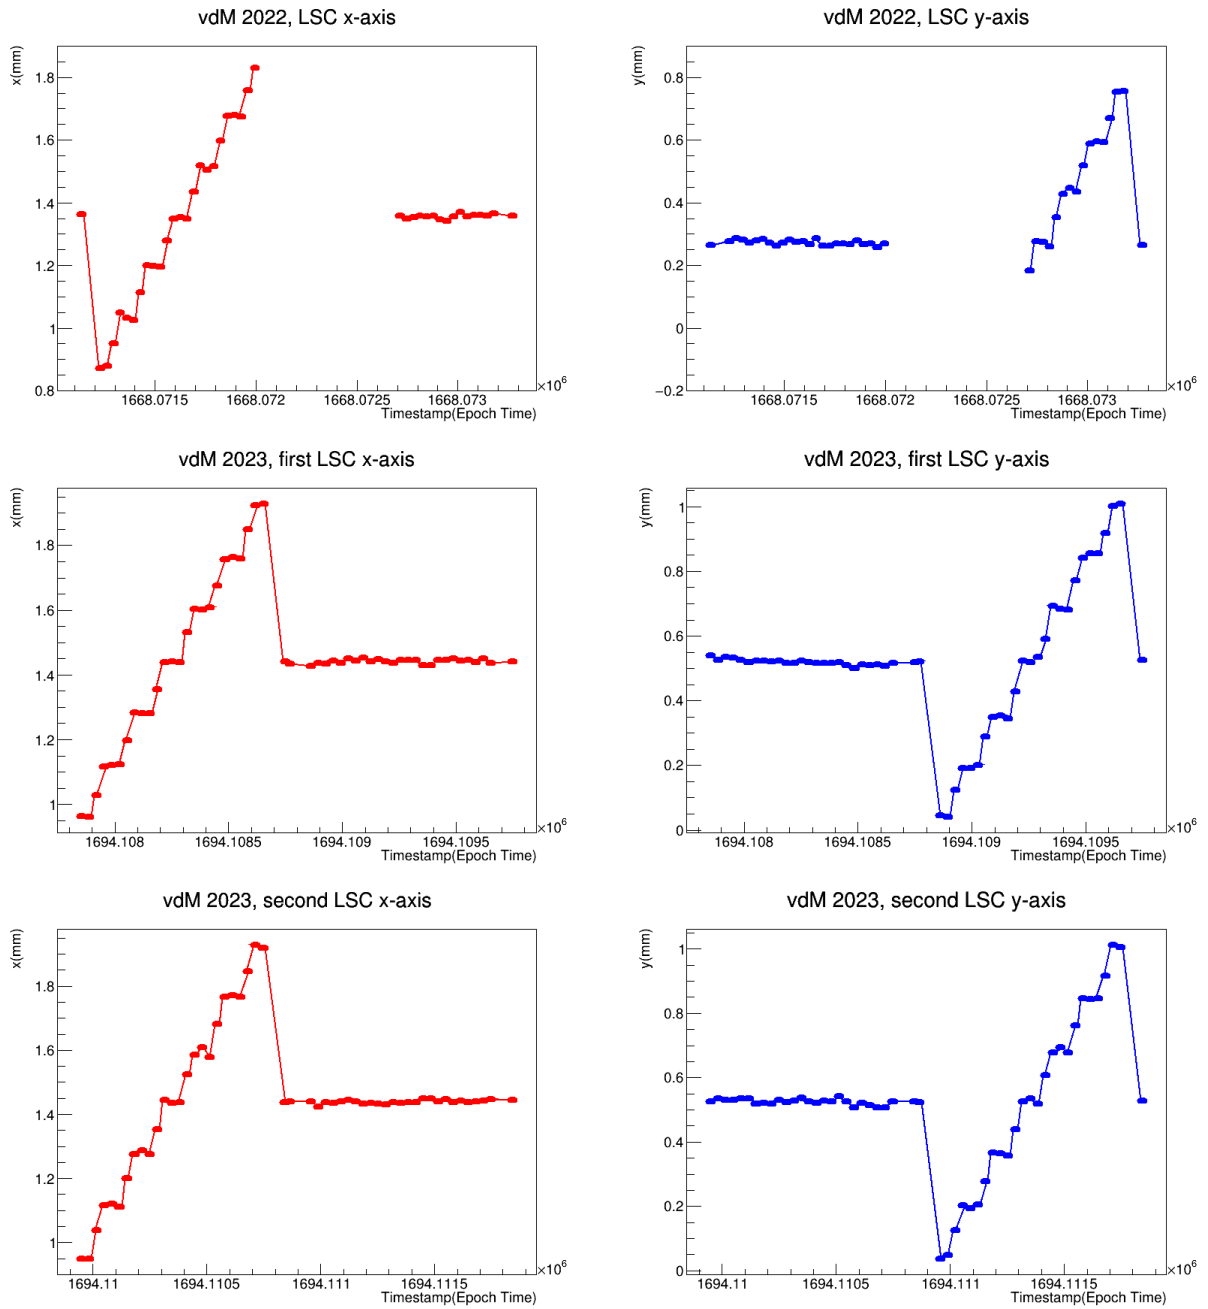 vdM 2022, LSC x-axis
x(mm)
1.8
1.6
1.4
1.2
1
0.8
1668.0715 1668.072 1668.0725 1668.073
×10⁶
Timestamp(Epoch Time)
vdM 2022, LSC y-axis
y(mm)
0.8
0.6
0.4
0.2
0
−0.2
1668.0715 1668.072 1668.0725 1668.073
×10⁶
Timestamp(Epoch Time)
vdM 2023, first LSC x-axis
x(mm)
1.8
1.6
1.4
1.2
1
1694.108 1694.1085 1694.109 1694.1095
×10⁶
Timestamp(Epoch Time)
vdM 2023, first LSC y-axis
y(mm)
1
0.8
0.6
0.4
0.2
0
1694.108 1694.1085 1694.109 1694.1095
×10⁶
Timestamp(Epoch Time)
vdM 2023, second LSC x-axis
x(mm)
1.8
1.6
1.4
1.2
1
1694.11 1694.1105 1694.111 1694.1115
×10⁶
Timestamp(Epoch Time)
vdM 2023, second LSC y-axis
y(mm)
1
0.8
0.6
0.4
0.2
0
1694.11 1694.1105 1694.111 1694.1115
×10⁶
Timestamp(Epoch Time)